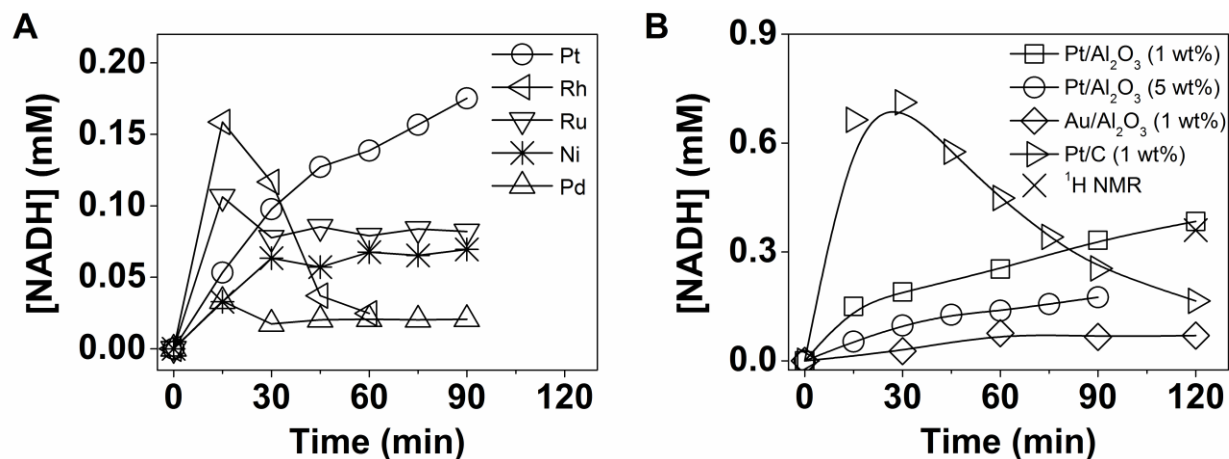 A
[NADH] (mM)
0.20
0.15
0.10
0.05
0.00
0 30 60 90 120
Time (min)
Pt
Rh
Ru
Ni
Pd
B
[NADH] (mM)
0.9
0.6
0.3
0.0
0 30 60 90 120
Time (min)
Pt/Al₂O₃ (1 wt%)
Pt/Al₂O₃ (5 wt%)
Au/Al₂O₃ (1 wt%)
Pt/C (1 wt%)
¹H NMR